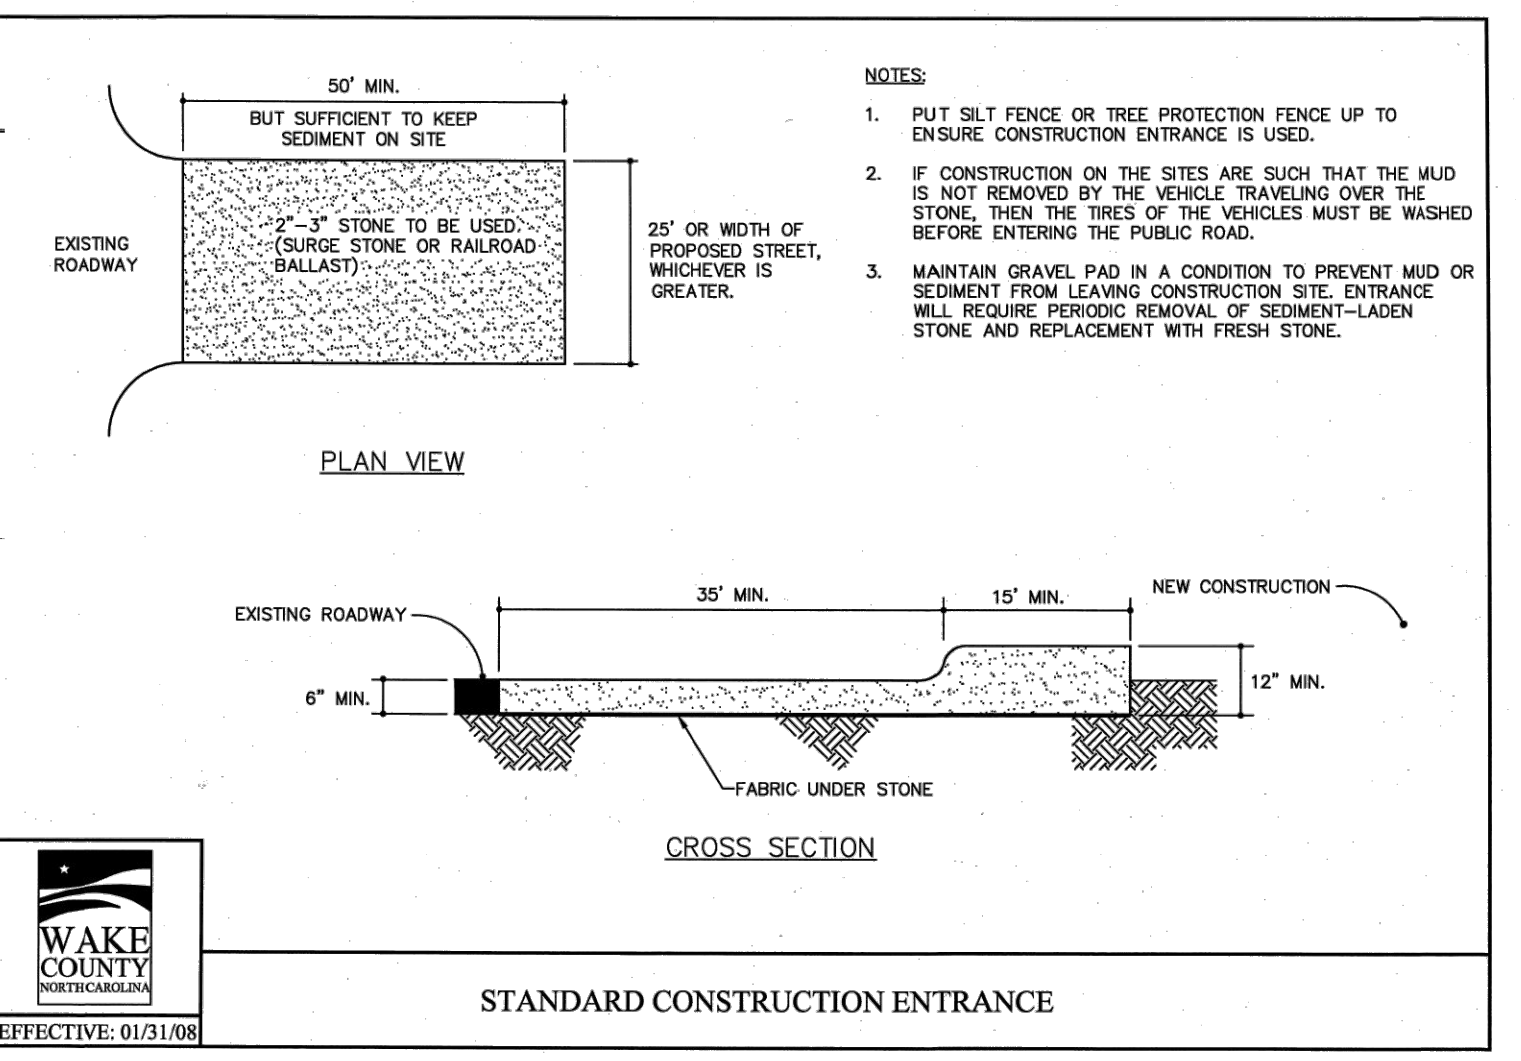 50' MIN.
BUT SUFFICIENT TO KEEP
SEDIMENT ON SITE
2"-3" STONE TO BE USED.
(SURGE STONE OR RAILROAD
BALLAST)
EXISTING
ROADWAY
25' OR WIDTH OF
PROPOSED STREET,
WHICHEVER IS
GREATER.
PLAN VIEW
NOTES:
1. PUT SILT FENCE OR TREE PROTECTION FENCE UP TO
ENSURE CONSTRUCTION ENTRANCE IS USED.
2. IF CONSTRUCTION ON THE SITES ARE SUCH THAT THE MUD
IS NOT REMOVED BY THE VEHICLE TRAVELING OVER THE
STONE, THEN THE TIRES OF THE VEHICLES MUST BE WASHED
BEFORE ENTERING THE PUBLIC ROAD.
3. MAINTAIN GRAVEL PAD IN A CONDITION TO PREVENT MUD OR
SEDIMENT FROM LEAVING CONSTRUCTION SITE. ENTRANCE
WILL REQUIRE PERIODIC REMOVAL OF SEDIMENT-LADEN
STONE AND REPLACEMENT WITH FRESH STONE.
35' MIN.
15' MIN.
NEW CONSTRUCTION
EXISTING ROADWAY
6" MIN.
12" MIN.
FABRIC UNDER STONE
CROSS SECTION
WAKE
COUNTY
NORTH CAROLINA
EFFECTIVE: 01/31/08
STANDARD CONSTRUCTION ENTRANCE